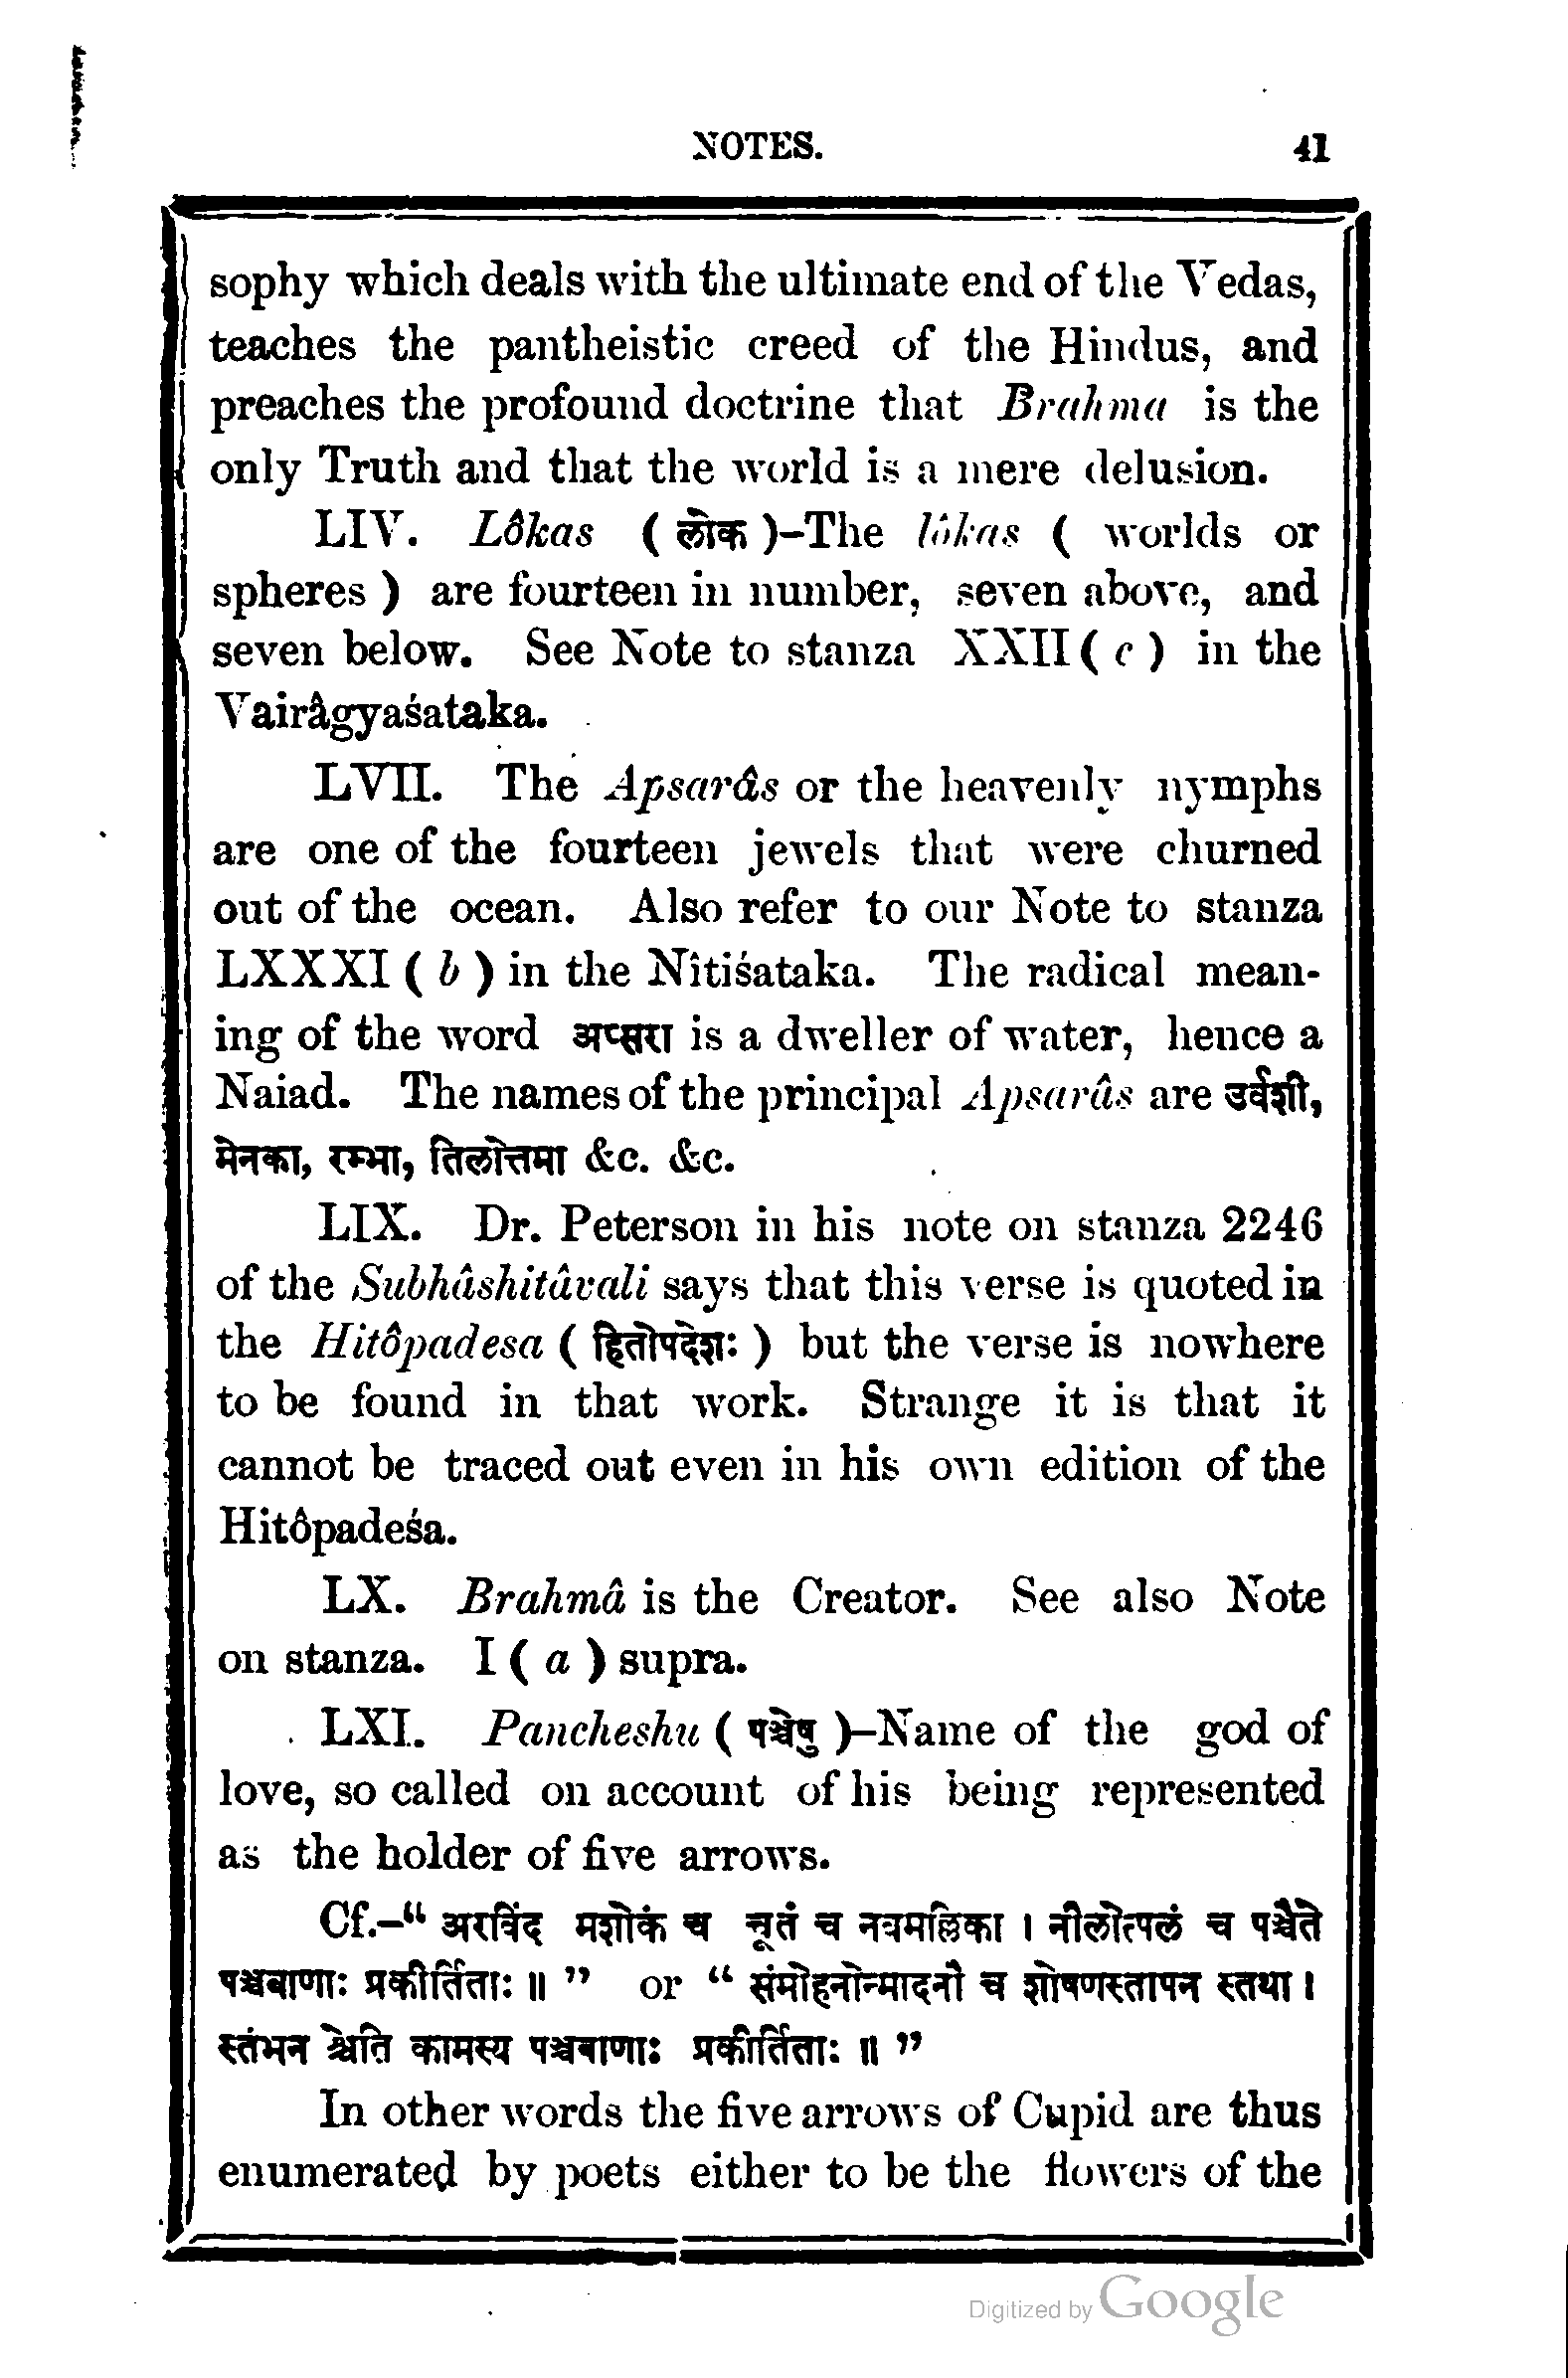 NOTES. 41
sophy which deals with the ultimate end of the Vedas,
teaches the pantheistic creed of the Hindus, and
preaches the profound doctrine that Brahma is the
only Truth and that the world is a mere delusion.
LIV. Lôkas ( लोक )-The lôkas ( worlds or
spheres ) are fourteen in number, seven above, and
seven below. See Note to stanza XXII ( c ) in the
Vairâgyaśataka.
LVII. The Apsarâs or the heavenly nymphs
are one of the fourteen jewels that were churned
out of the ocean. Also refer to our Note to stanza
LXXXI ( b ) in the Nîtiśataka. The radical mean-
ing of the word अप्सरा is a dweller of water, hence a
Naiad. The names of the principal Apsarâs are उर्वशी,
मेनका, रम्भा, तिलोत्तमा &c. &c.
LIX. Dr. Peterson in his note on stanza 2246
of the Subhâshitâvali says that this verse is quoted in
the Hitôpadesa ( हितोपदेशः ) but the verse is nowhere
to be found in that work. Strange it is that it
cannot be traced out even in his own edition of the
Hitôpadeśa.
LX. Brahmâ is the Creator. See also Note
on stanza. I ( a ) supra.
LXI. Pancheshu ( पञ्चेषु )-Name of the god of
love, so called on account of his being represented
as the holder of five arrows.
Cf.-“ अरविंद मशोकं च चूतं च नवमल्लिका । नीलोत्पलं च पञ्चैते
पञ्चबाणाः प्रकीर्तिताः ॥ ” or “ संमोहनोन्मादनौ च शोषणस्तापन स्तथा ।
स्तंभन श्चेति कामस्य पञ्चबाणाः प्रकीर्तिताः ॥ ”
In other words the five arrows of Cupid are thus
enumerated by poets either to be the flowers of the
Digitized by Google